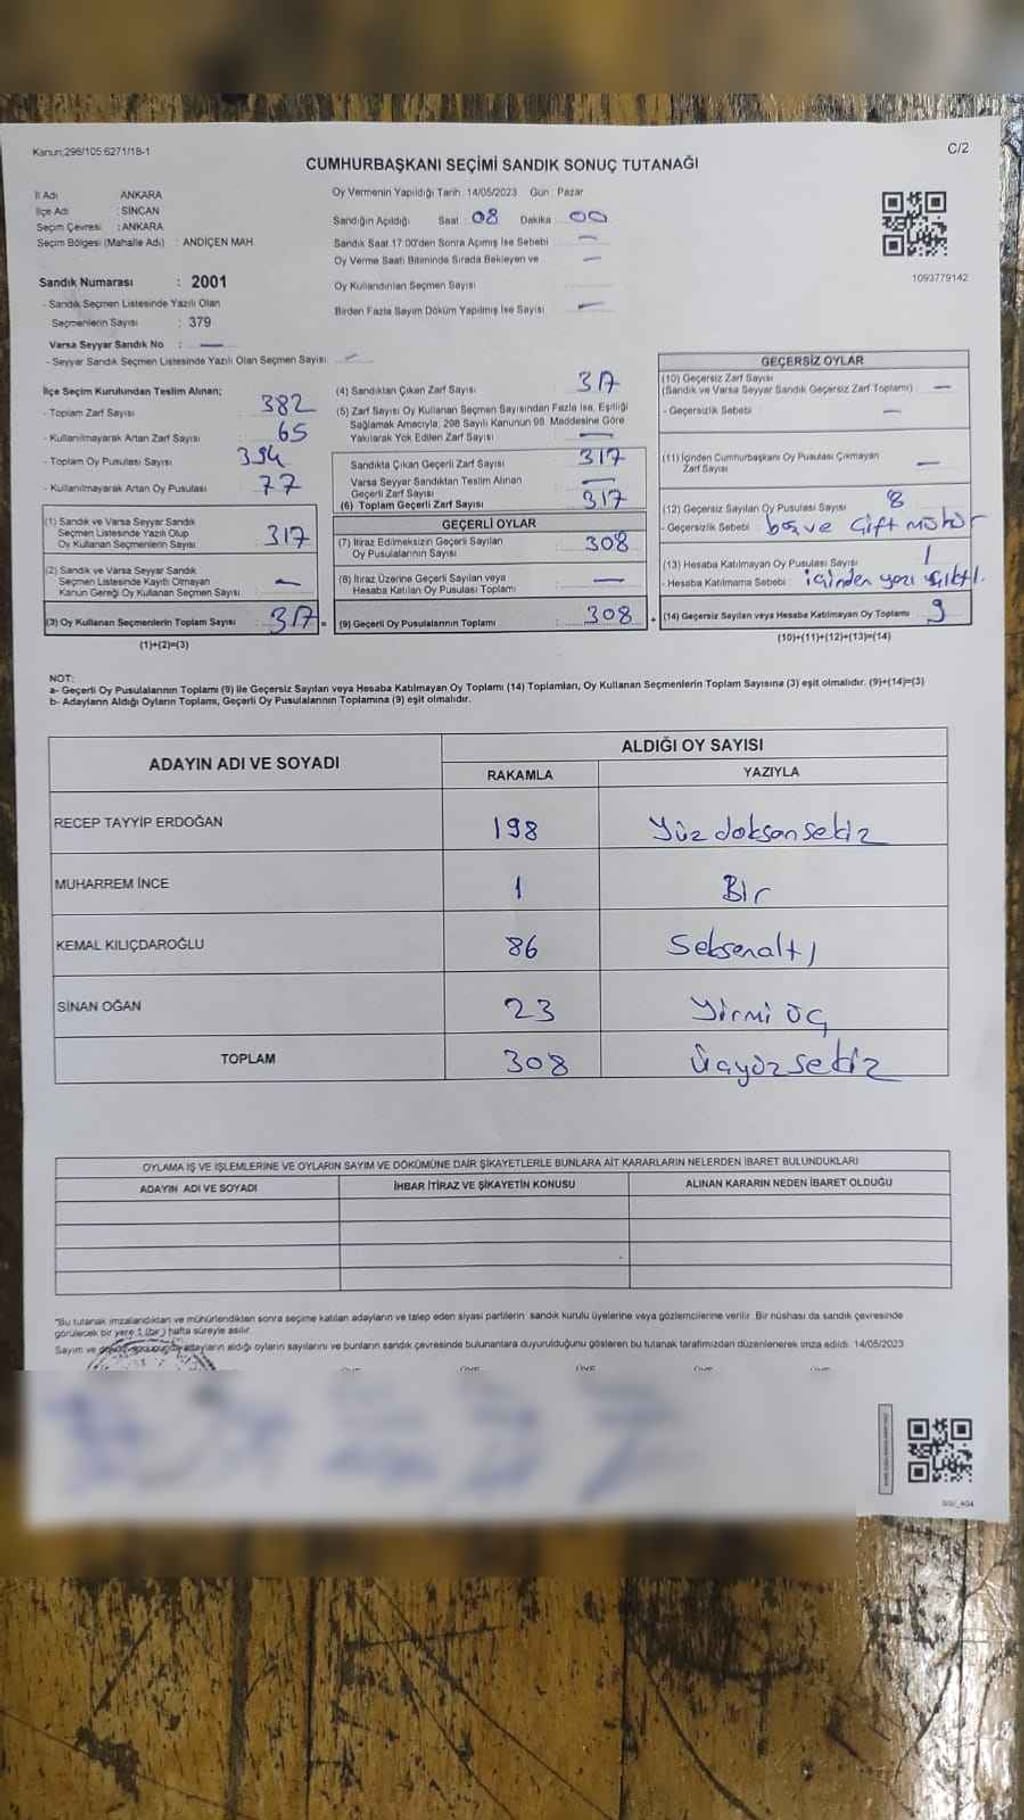 Kanun:298/105 6271/18-1
C/2
CUMHURBAŞKANI SEÇİMİ SANDIK SONUÇ TUTANAĞI
İl Adı : ANKARA
İlçe Adı : SİNCAN
Seçim Çevresi : ANKARA
Seçim Bölgesi (Mahalle Adı) : ANDİÇEN MAH.
Oy Vermenin Yapıldığı Tarih : 14/05/2023 Gün : Pazar
Sandığın Açıldığı Saat : 08 Dakika : 00
Sandık Saat 17:00'den Sonra Açılmış İse Sebebi : —
Oy Verme Saati Bitiminde Sırada Bekleyen ve : —
Oy Kullandırılan Seçmen Sayısı
Birden Fazla Sayım Döküm Yapılmış İse Sayısı : —
1093779142
Sandık Numarası : 2001
- Sandık Seçmen Listesinde Yazılı Olan
Seçmenlerin Sayısı : 379
Varsa Seyyar Sandık No : —
- Seyyar Sandık Seçmen Listesinde Yazılı Olan Seçmen Sayısı : —
İlçe Seçim Kurulundan Teslim Alınan;
- Toplam Zarf Sayısı : 382
- Kullanılmayarak Artan Zarf Sayısı : 65
- Toplam Oy Pusulası Sayısı : 394
- Kullanılmayarak Artan Oy Pusulası : 77
(1) Sandık ve Varsa Seyyar Sandık
Seçmen Listesinde Yazılı Olup
Oy Kullanan Seçmenlerin Sayısı : 317
(2) Sandık ve Varsa Seyyar Sandık
Seçmen Listesinde Kayıtlı Olmayan
Kanun Gereği Oy Kullanan Seçmen Sayısı : —
(3) Oy Kullanan Seçmenlerin Toplam Sayısı : 317 =
(1)+(2)=(3)
(4) Sandıktan Çıkan Zarf Sayısı : 317
(5) Zarf Sayısı Oy Kullanan Seçmen Sayısından Fazla İse, Eşitliği
Sağlamak Amacıyla, 298 Sayılı Kanunun 98. Maddesine Göre
Yakılarak Yok Edilen Zarf Sayısı : —
Sandıkta Çıkan Geçerli Zarf Sayısı : 317
Varsa Seyyar Sandıktan Teslim Alınan
Geçerli Zarf Sayısı : —
(6) Toplam Geçerli Zarf Sayısı : 317
GEÇERLİ OYLAR
(7) İtiraz Edilmeksizin Geçerli Sayılan
Oy Pusulalarının Sayısı : 308
(8) İtiraz Üzerine Geçerli Sayılan veya
Hesaba Katılan Oy Pusulası Toplamı : —
(9) Geçerli Oy Pusulalarının Toplamı : 308 +
GEÇERSİZ OYLAR
(10) Geçersiz Zarf Sayısı
(Sandık ve Varsa Seyyar Sandık Geçersiz Zarf Toplamı) : —
- Geçersizlik Sebebi : —
(11) İçinden Cumhurbaşkanı Oy Pusulası Çıkmayan
Zarf Sayısı : —
(12) Geçersiz Sayılan Oy Pusulası Sayısı : 8
- Geçersizlik Sebebi : boş ve Çift mühür
(13) Hesaba Katılmayan Oy Pusulası Sayısı : 1
- Hesaba Katılmama Sebebi : içinden yazı çıktı.
(14) Geçersiz Sayılan veya Hesaba Katılmayan Oy Toplamı : 9
(10)+(11)+(12)+(13)=(14)
NOT:
a- Geçerli Oy Pusulalarının Toplamı (9) ile Geçersiz Sayılan veya Hesaba Katılmayan Oy Toplamı (14) Toplamları, Oy Kullanan Seçmenlerin Toplam Sayısına (3) eşit olmalıdır. (9)+(14)=(3)
b- Adayların Aldığı Oyların Toplamı, Geçerli Oy Pusulalarının Toplamına (9) eşit olmalıdır.
ADAYIN ADI VE SOYADI
ALDIĞI OY SAYISI
RAKAMLA YAZIYLA
RECEP TAYYİP ERDOĞAN 198 Yüz doksan sekiz
MUHARREM İNCE 1 Bir
KEMAL KILIÇDAROĞLU 86 Seksenaltı
SİNAN OĞAN 23 Yirmi üç
TOPLAM 308 Üçyüzsekiz
OYLAMA İŞ VE İŞLEMLERİNE VE OYLARIN SAYIM VE DÖKÜMÜNE DAİR ŞİKAYETLERLE BUNLARA AİT KARARLARIN NELERDEN İBARET BULUNDUKLARI
ADAYIN ADI VE SOYADI İHBAR İTİRAZ VE ŞİKAYETİN KONUSU ALINAN KARARIN NEDEN İBARET OLDUĞU
"Bu tutanak imzalandıktan ve mühürlendikten sonra seçime katılan adayların ve talep eden siyasi partilerin sandık kurulu üyelerine veya gözlemcilerine verilir. Bir nüshası da sandık çevresinde
görülecek bir yere 1 (bir) hafta süreyle asılır.
Sayım ve adayların aldığı oyların sayılarını ve bunların sandık çevresinde bulunanlara duyurulduğunu gösteren bu tutanak tarafımızdan düzenlenerek imza edildi. 14/05/2023